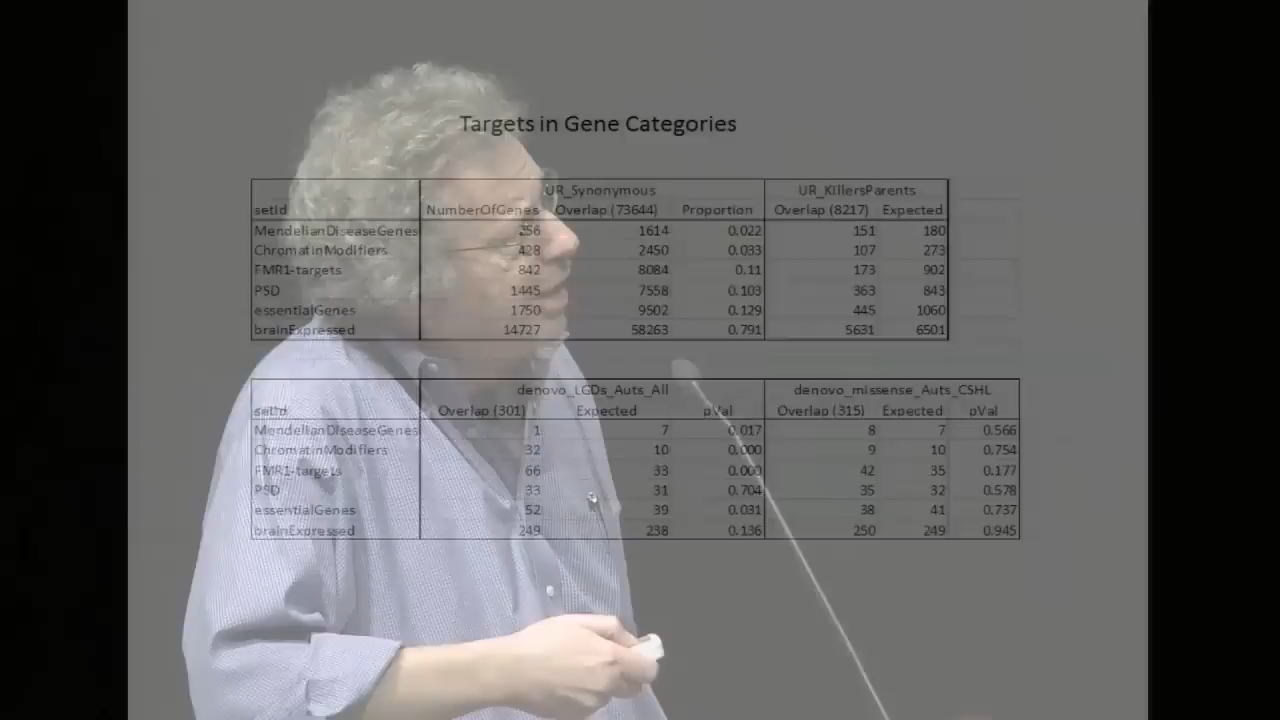 Targets in Gene Categories
UR_Synonymous UR_KillersParents
setId NumberOfGenes Overlap (73644) Proportion Overlap (8217) Expected
MendelianDiseaseGenes 256 1614 0.022 151 180
ChromatinModifiers 428 2450 0.033 107 273
FMR1-targets 842 8084 0.11 173 902
PSD 1445 7558 0.103 363 843
essentialGenes 1750 9502 0.129 445 1060
brainExpressed 14727 58263 0.791 5631 6501
denovo_LGDs_Auts_All denovo_missense_Auts_CSHL
setId Overlap (301) Expected pVal Overlap (315) Expected pVal
MendelianDiseaseGenes 1 7 0.017 8 7 0.566
ChromatinModifiers 32 10 0.000 9 10 0.754
FMR1-targets 66 33 0.000 42 35 0.177
PSD 33 31 0.704 35 32 0.578
essentialGenes 52 39 0.031 38 41 0.737
brainExpressed 249 238 0.136 250 249 0.945